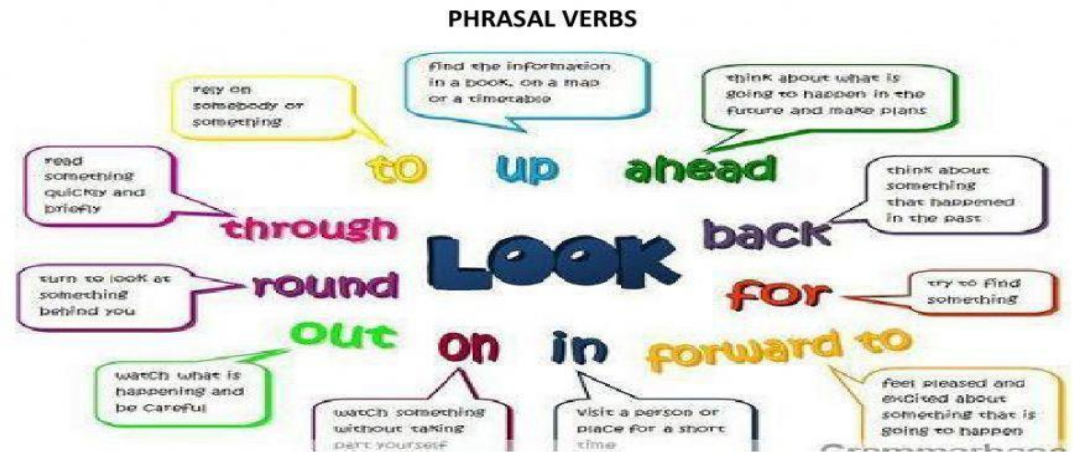 PHRASAL VERBS
rely on
somebody or
something
to
find the information
in a book, on a map
or a timetable
up
think about what is
going to happen in the
future and make plans
ahead
read
something
quickly and
briefly
through
LOOK
think about
something
that happened
in the past
back
turn to look at
something
behind you
round
try to find
something
for
out
watch what is
happening and
be careful
on
watch something
without taking
part yourself
in
visit a person or
place for a short
time
forward to
feel pleased and
excited about
something that is
going to happen